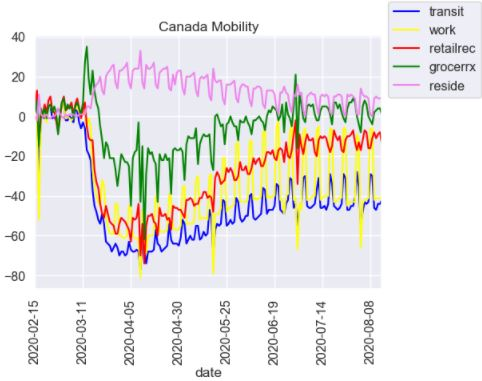 Canada Mobility
transit
work
retailrec
grocerrx
reside
40
20
0
−20
−40
−60
−80
2020-02-15
2020-03-11
2020-04-05
2020-04-30
2020-05-25
2020-06-19
2020-07-14
2020-08-08
date